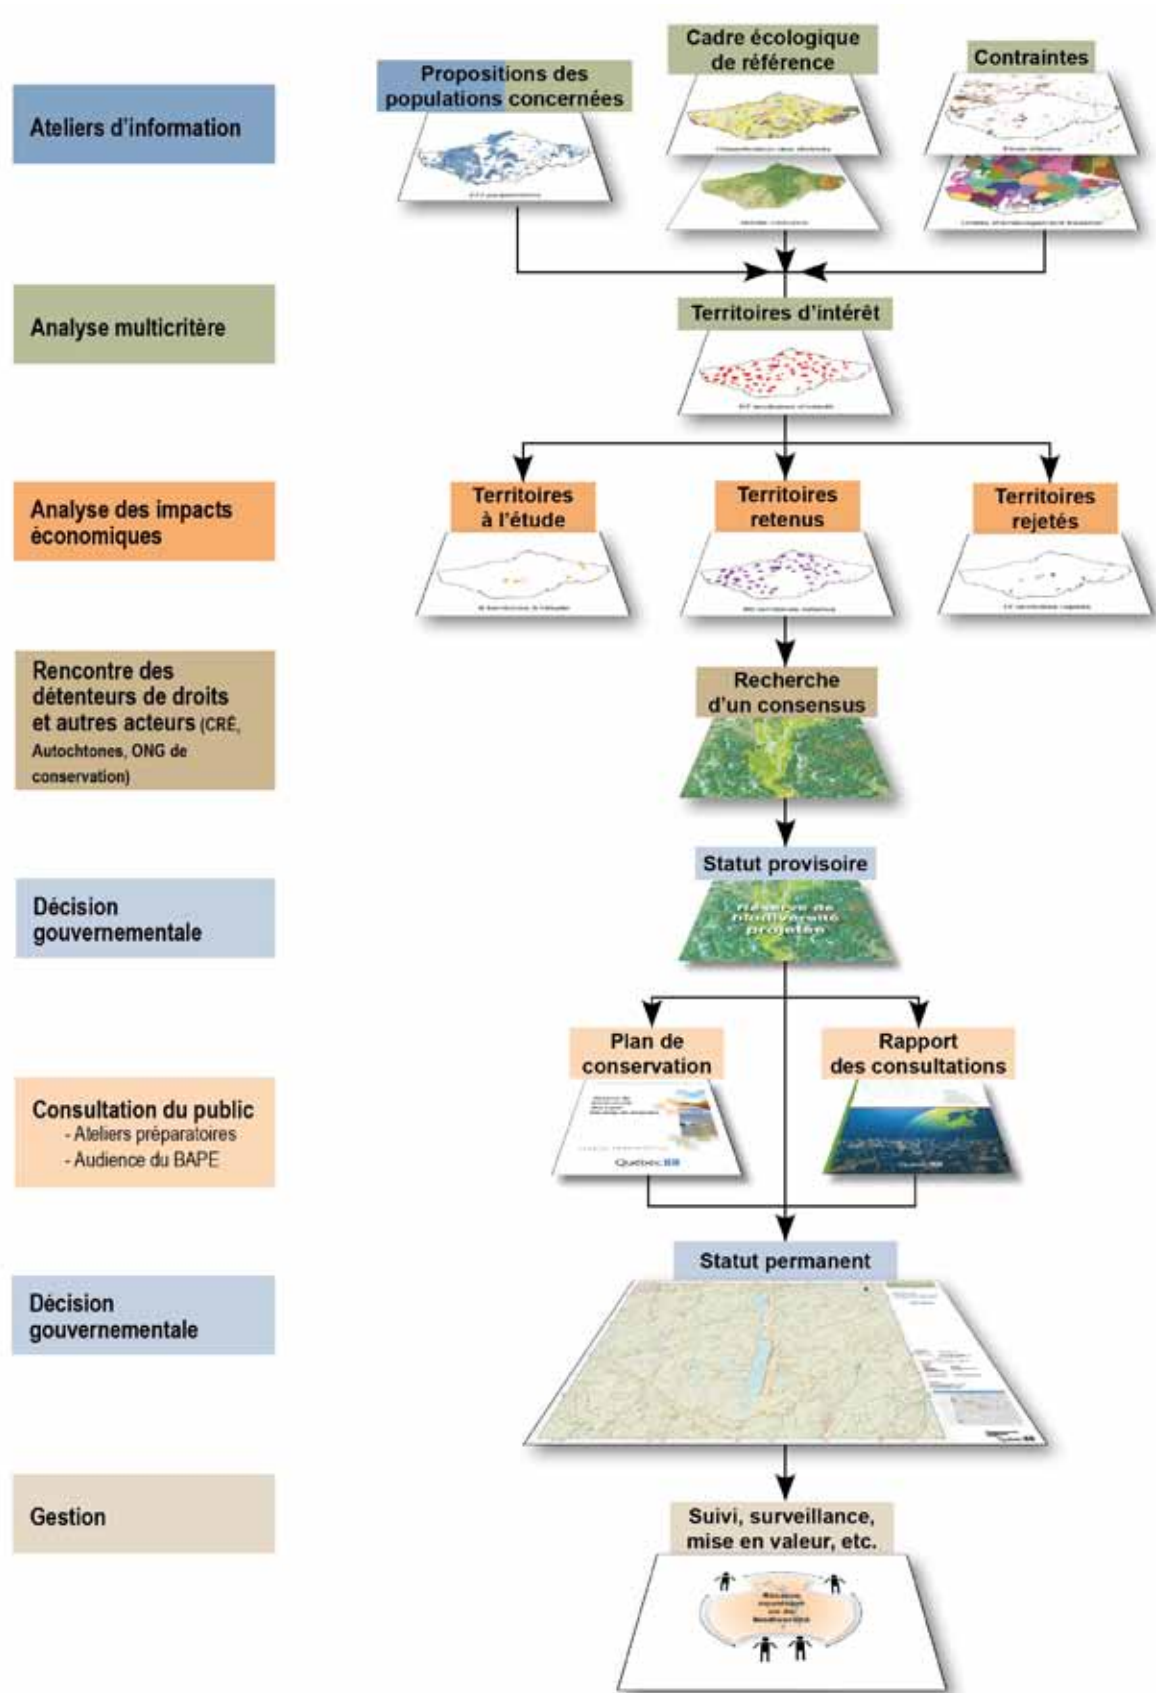 Cadre écologique
de référence
Contraintes
Propositions des
populations concernées
Ateliers d'information
Analyse multicritère
Territoires d'intérêt
Analyse des impacts
économiques
Territoires
à l'étude
Territoires
retenus
Territoires
rejetés
Rencontre des
détenteurs de droits
et autres acteurs (CRÉ,
Autochtones, ONG de
conservation)
Recherche
d'un consensus
Statut provisoire
Décision
gouvernementale
Réserve de
biodiversité
projetée
Plan de
conservation
Rapport
des consultations
Consultation du public
- Ateliers préparatoires
- Audience du BAPE
Québec
Québec
Statut permanent
Décision
gouvernementale
Gestion
Suivi, surveillance,
mise en valeur, etc.